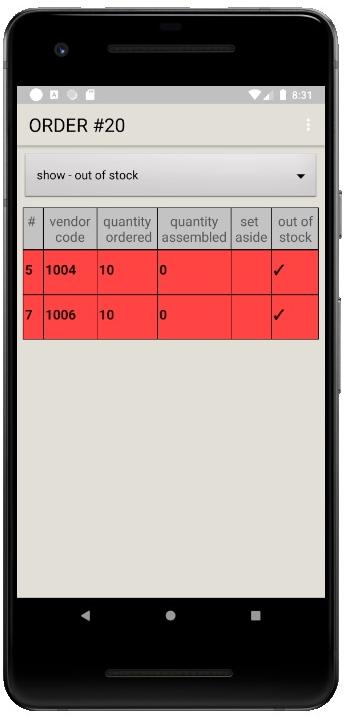 8:31
ORDER #20
show - out of stock
# vendor code quantity ordered quantity assembled set aside out of stock
5 1004 10 0 ✓
7 1006 10 0 ✓